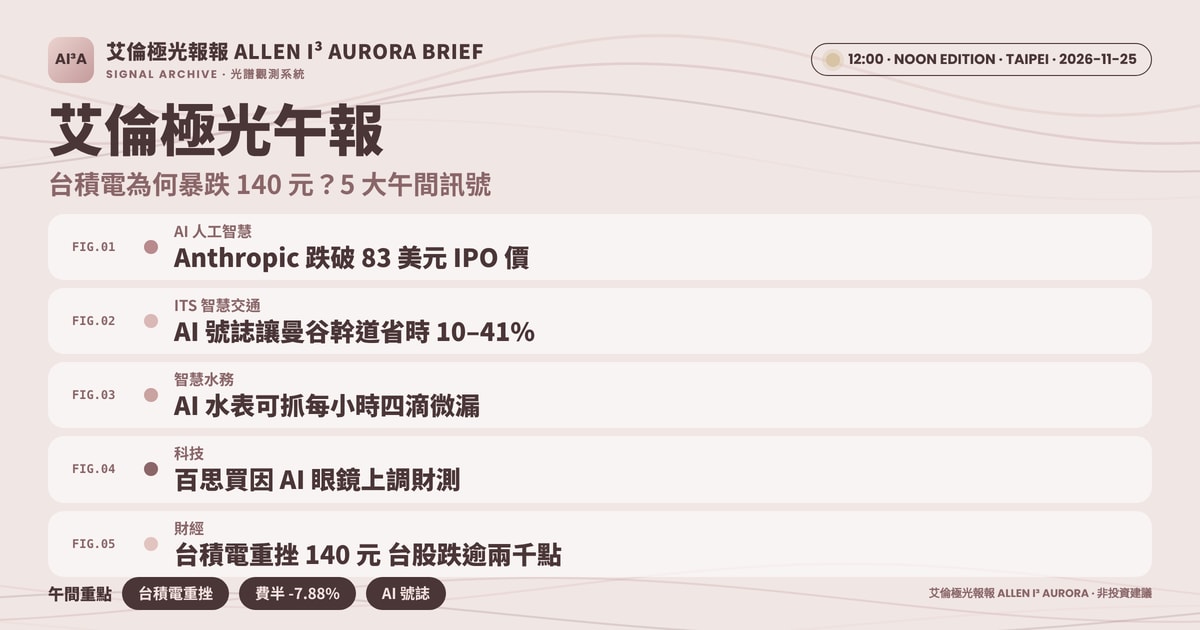 AI³A
艾倫極光報報 ALLEN I³ AURORA BRIEF
SIGNAL ARCHIVE · 光譜觀測系統
12:00 · NOON EDITION · TAIPEI · 2026-11-25
艾倫極光午報
台積電為何暴跌 140 元？5 大午間訊號
FIG.01
AI 人工智慧
Anthropic 跌破 83 美元 IPO 價
FIG.02
ITS 智慧交通
AI 號誌讓曼谷幹道省時 10–41%
FIG.03
智慧水務
AI 水表可抓每小時四滴微漏
FIG.04
科技
百思買因 AI 眼鏡上調財測
FIG.05
財經
台積電重挫 140 元 台股跌逾兩千點
午間重點
台積電重挫
費半 -7.88%
AI 號誌
艾倫極光報報 ALLEN I³ AURORA · 非投資建議